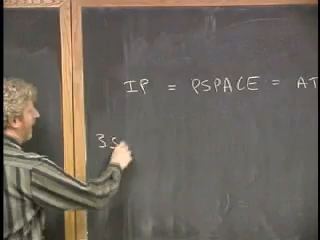 IP = PSPACE = AT
3S